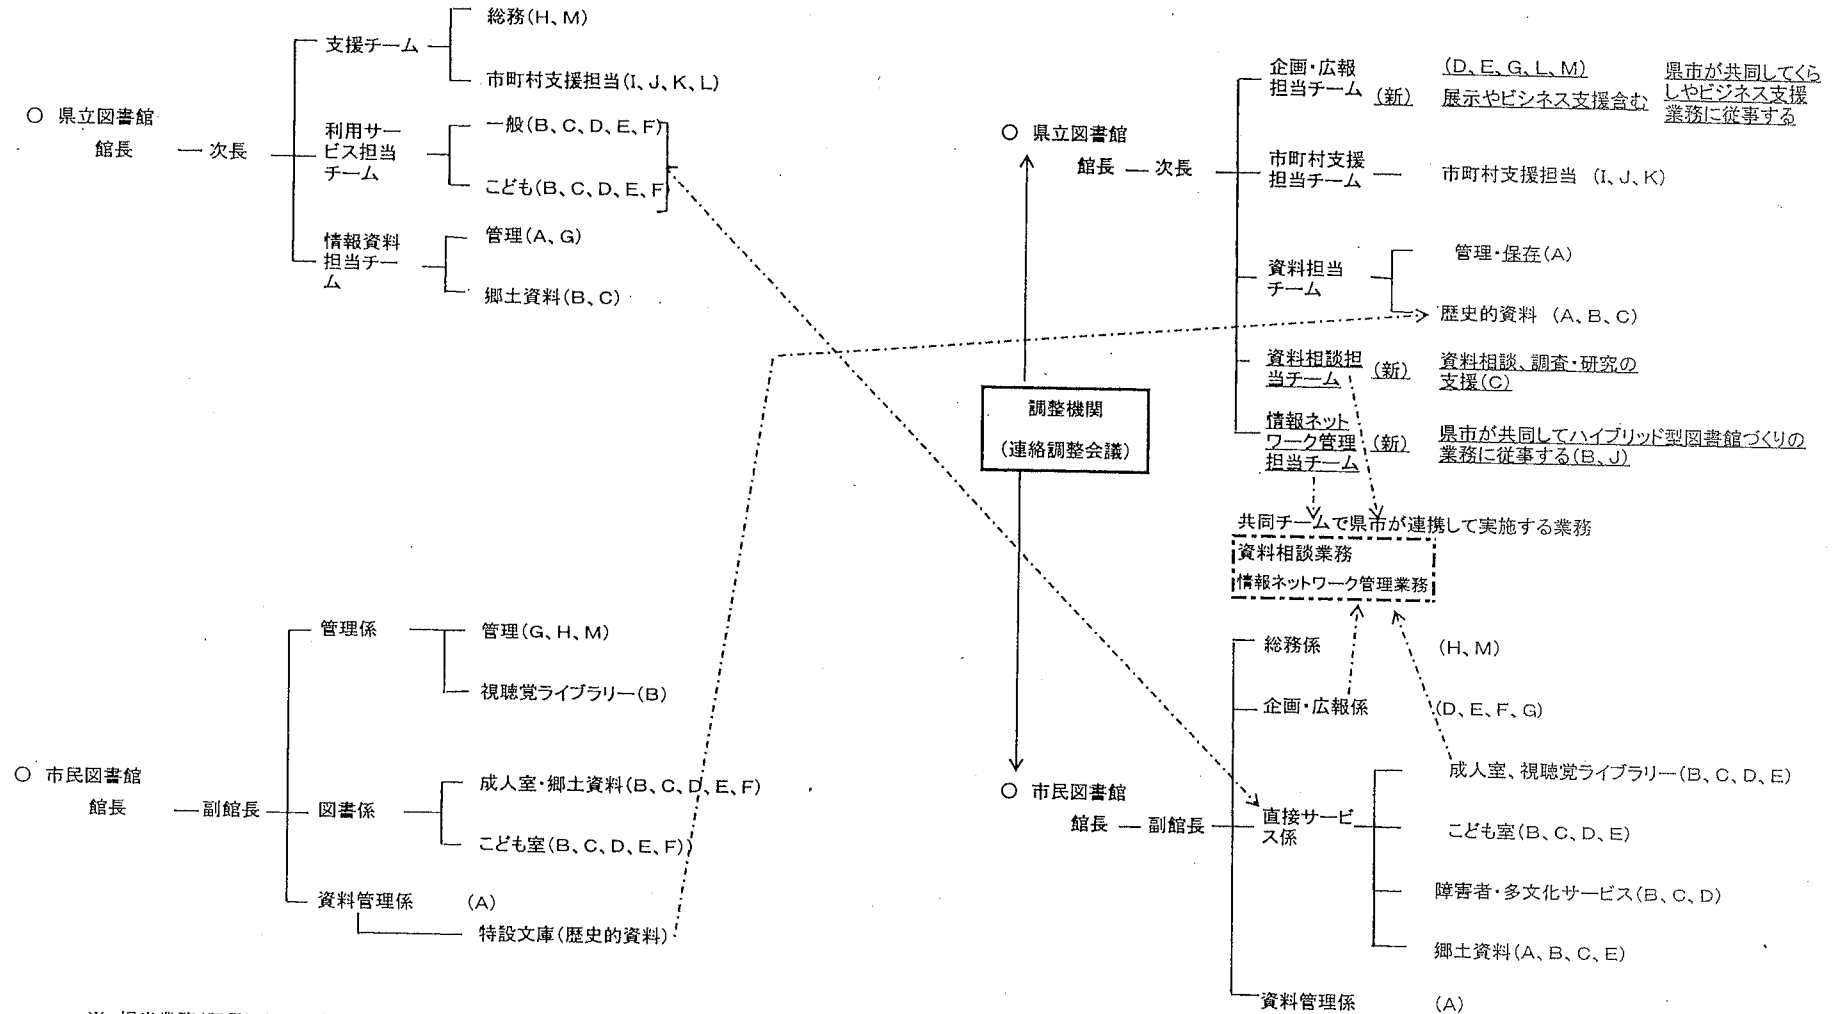 総務(H、M)
支援チーム
市町村支援担当(I、J、K、L)
○ 県立図書館
館長
次長
利用サー
ビス担当
チーム
一般(B、C、D、E、F)
こども(B、C、D、E、F)
情報資料
担当チー
ム
管理(A、G)
郷土資料(B、C)
○ 市民図書館
館長
副館長
管理係
管理(G、H、M)
視聴覚ライブラリー(B)
図書係
成人室・郷土資料(B、C、D、E、F)
こども室(B、C、D、E、F)
資料管理係
(A)
特設文庫(歴史的資料)
調整機関
(連絡調整会議)
○ 県立図書館
館長
次長
企画・広報
担当チーム
(新)
(D、E、G、L、M)
展示やビシネス支援含む
県市が共同してくら
しやビジネス支援
業務に従事する
市町村支援
担当チーム
市町村支援担当 (I、J、K)
資料担当
チーム
管理・保存(A)
歴史的資料 (A、B、C)
資料相談担
当チーム
(新)
資料相談、調査・研究の
支援(C)
情報ネット
ワーク管理
担当チーム
(新)
県市が共同してハイブリッド型図書館づくりの
業務に従事する(B、J)
共同チームで県市が連携して実施する業務
資料相談業務
情報ネットワーク管理業務
○ 市民図書館
館長
副館長
総務係
(H、M)
企画・広報係
(D、E、F、G)
直接サービ
ス係
成人室、視聴覚ライブラリー(B、C、D、E)
こども室(B、C、D、E)
障害者・多文化サービス(B、C、D)
郷土資料(A、B、C、E)
資料管理係
(A)